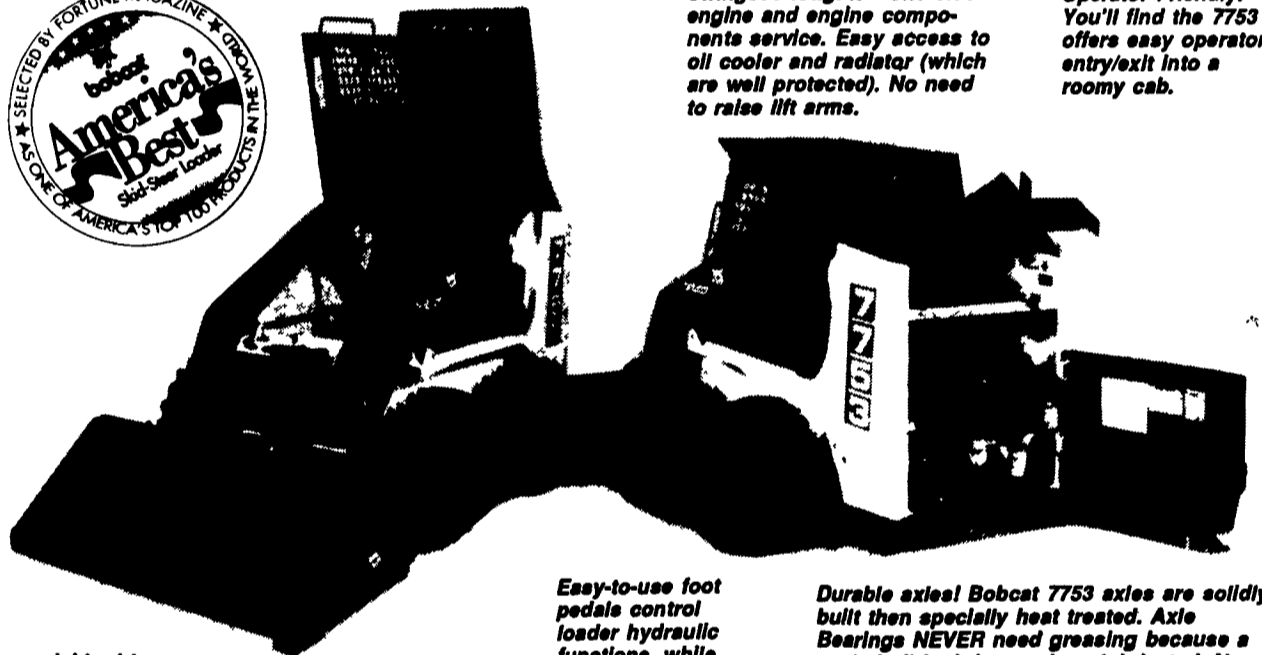 ★ SELECTED BY FORTUNE MAGAZINE ★
AS ONE OF AMERICA'S TOP 100 PRODUCTS IN THE WORLD
bobcat
America's
Best
Skid-Steer Loader
engine and engine compo-
nents service. Easy access to
oil cooler and radiator (which
are well protected). No need
to raise lift arms.
You'll find the 7753
offers easy operator
entry/exit into a
roomy cab.
7753
Easy-to-use foot
pedals control
loader hydraulic
functions, while
Durable axles! Bobcat 7753 axles are solidly
built then specially heat treated. Axle
Bearings NEVER need greasing because a